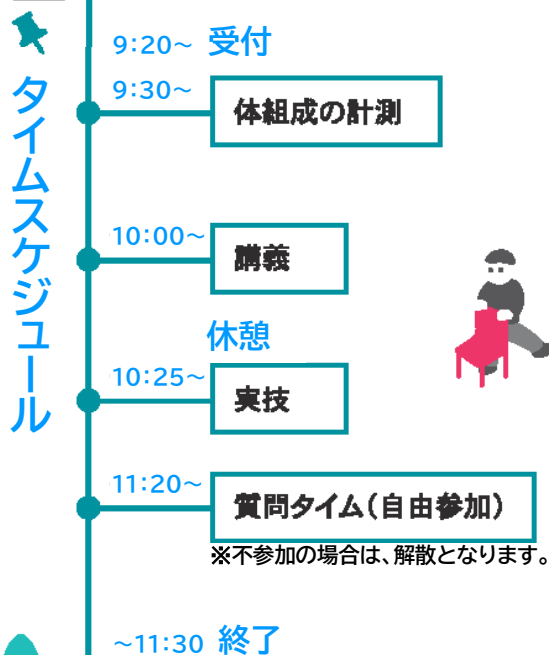 タイムスケジュール
9:20~ 受付
9:30~
体組成の計測
10:00~
講義
休憩
10:25~
実技
11:20~
質問タイム(自由参加)
※不参加の場合は、解散となります。
~11:30 終了